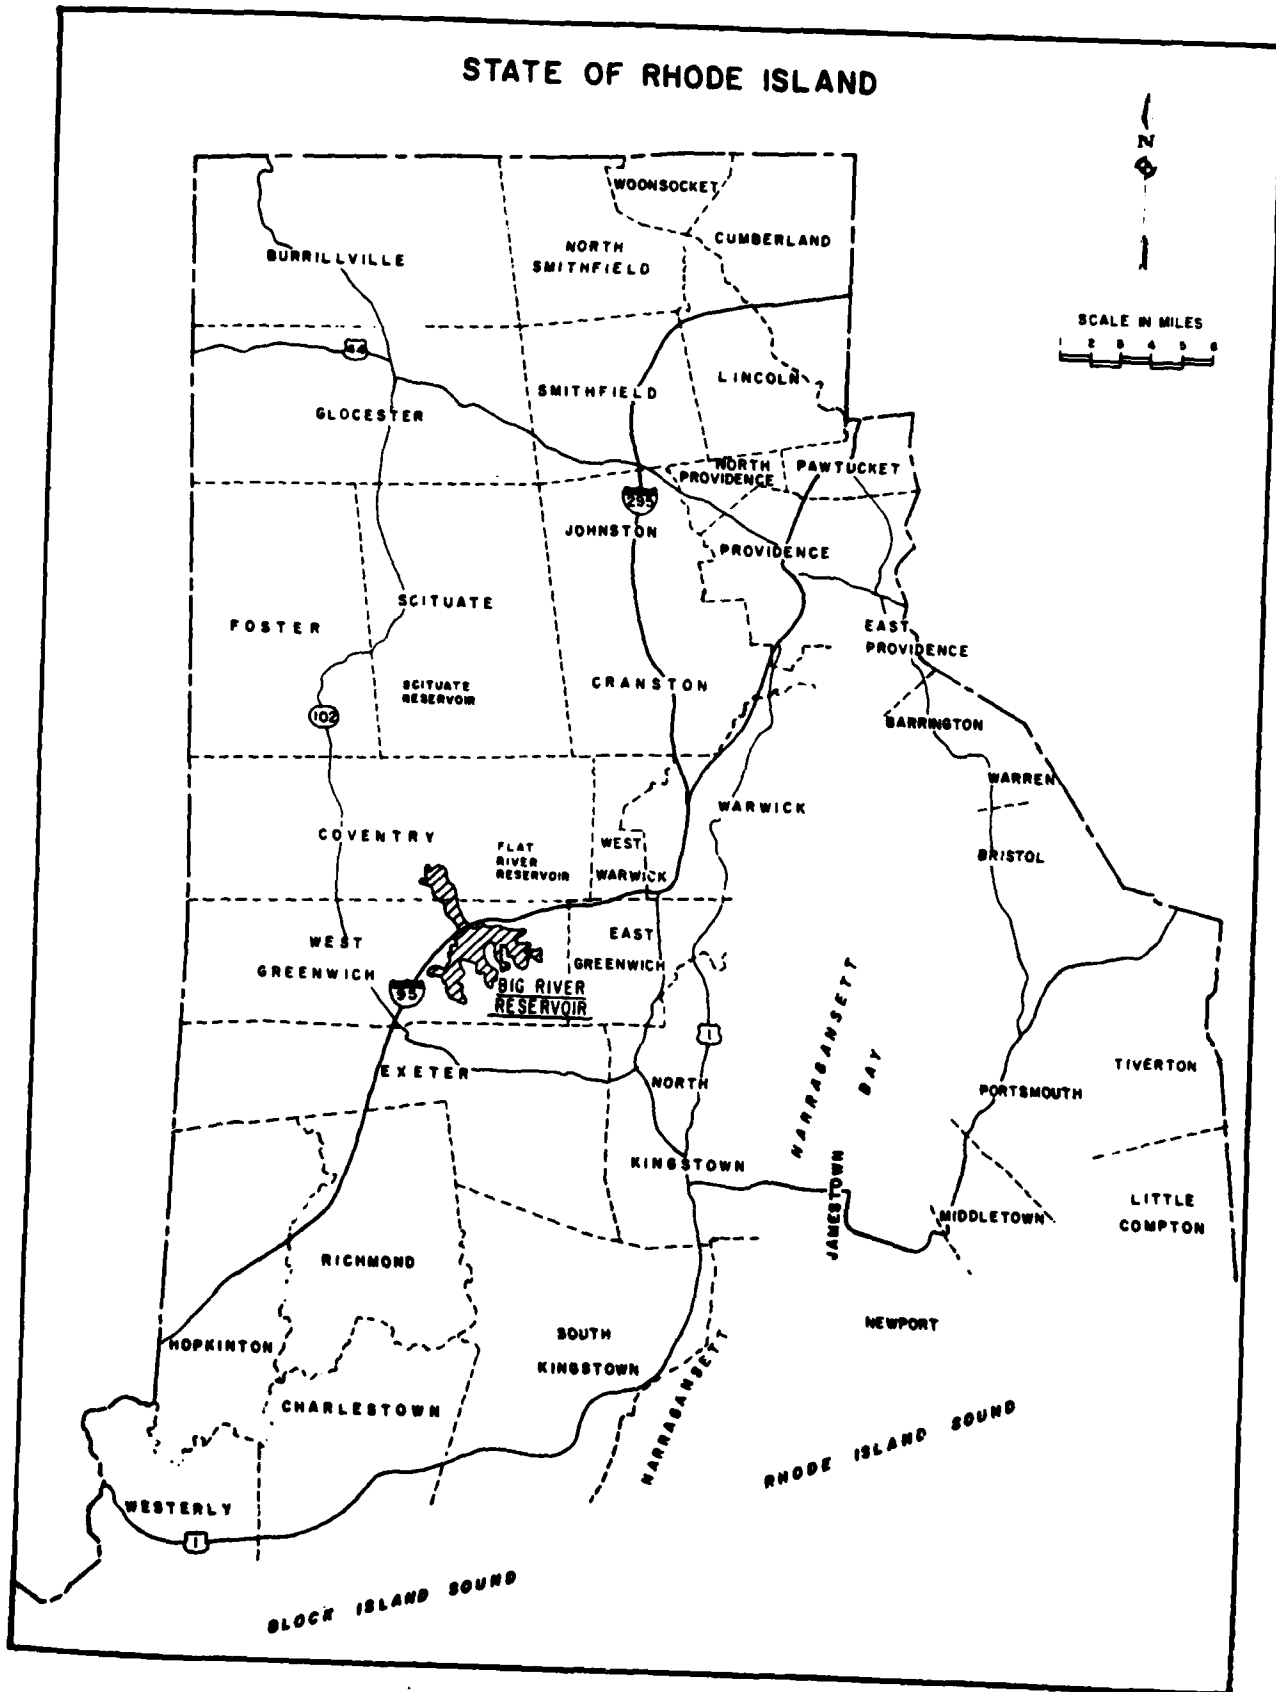 STATE OF RHODE ISLAND
N
SCALE IN MILES
2 3 4 5 6
WOONSOCKET
CUMBERLAND
NORTH
SMITHFIELD
BURRILLVILLE
44
SMITHFIELD
LINCOLN
GLOCESTER
NORTH
PROVIDENCE
PAWTUCKET
295
JOHNSTON
PROVIDENCE
SCITUATE
FOSTER
EAST
PROVIDENCE
SCITUATE
RESERVOIR
CRANSTON
102
BARRINGTON
WARREN
WARWICK
COVENTRY
FLAT
RIVER
RESERVOIR
WEST
WARWICK
BRISTOL
WEST
GREENWICH
EAST
GREENWICH
95
BIG RIVER
RESERVOIR
NARRAGANSETT
BAY
1
EXETER
NORTH
KINGSTOWN
PORTSMOUTH
TIVERTON
JAMESTOWN
MIDDLETOWN
LITTLE
COMPTON
RICHMOND
HOPKINTON
SOUTH
KINGSTOWN
NEWPORT
NARRAGANSETT
CHARLESTOWN
RHODE ISLAND SOUND
WESTERLY
1
BLOCK ISLAND SOUND